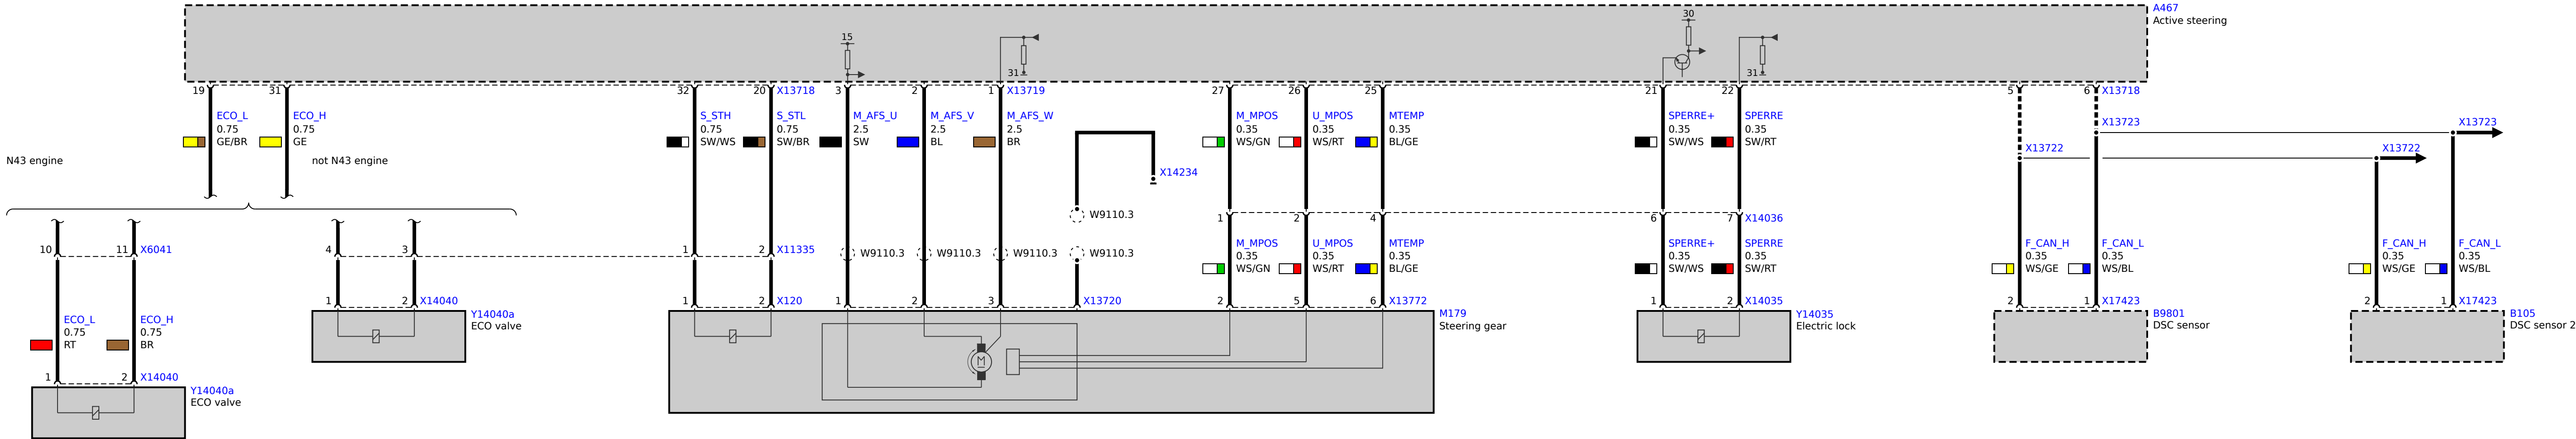 A467
Active steering
30
15
31
31
19
31
32
20
X13718
3
2
1
X13719
27
26
25
21
22
5
6
X13718
ECO_L
0.75
GE/BR
ECO_H
0.75
GE
S_STH
0.75
SW/WS
S_STL
0.75
SW/BR
M_AFS_U
2.5
SW
M_AFS_V
2.5
BL
M_AFS_W
2.5
BR
M_MPOS
0.35
WS/GN
U_MPOS
0.35
WS/RT
MTEMP
0.35
BL/GE
SPERRE+
0.35
SW/WS
SPERRE
0.35
SW/RT
X13723
X13723
X13722
X13722
N43 engine
not N43 engine
X14234
W9110.3
1
2
4
6
7
X14036
10
11
X6041
4
3
1
2
X11335
W9110.3
W9110.3
W9110.3
W9110.3
M_MPOS
0.35
WS/GN
U_MPOS
0.35
WS/RT
MTEMP
0.35
BL/GE
SPERRE+
0.35
SW/WS
SPERRE
0.35
SW/RT
F_CAN_H
0.35
WS/GE
F_CAN_L
0.35
WS/BL
F_CAN_H
0.35
WS/GE
F_CAN_L
0.35
WS/BL
1
2
X14040
1
2
X120
1
2
3
X13720
2
5
6
X13772
1
2
X14035
2
1
X17423
2
1
X17423
ECO_L
0.75
RT
ECO_H
0.75
BR
Y14040a
ECO valve
M179
Steering gear
Y14035
Electric lock
B9801
DSC sensor
B105
DSC sensor 2
M
1
2
X14040
Y14040a
ECO valve